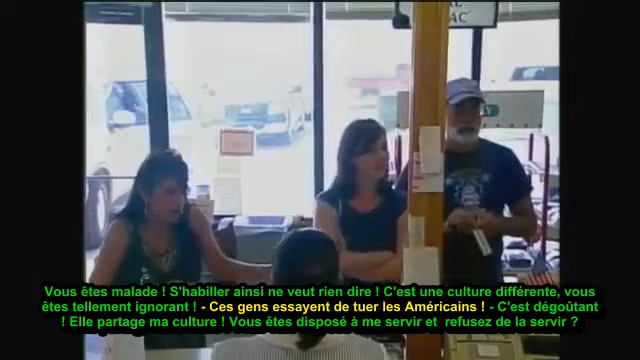 AC
Vous êtes malade ! S'habiller ainsi ne veut rien dire ! C'est une culture différente, vous
êtes tellement ignorant ! - Ces gens essayent de tuer les Américains ! - C'est dégoûtant
! Elle partage ma culture ! Vous êtes disposé à me servir et refusez de la servir ?